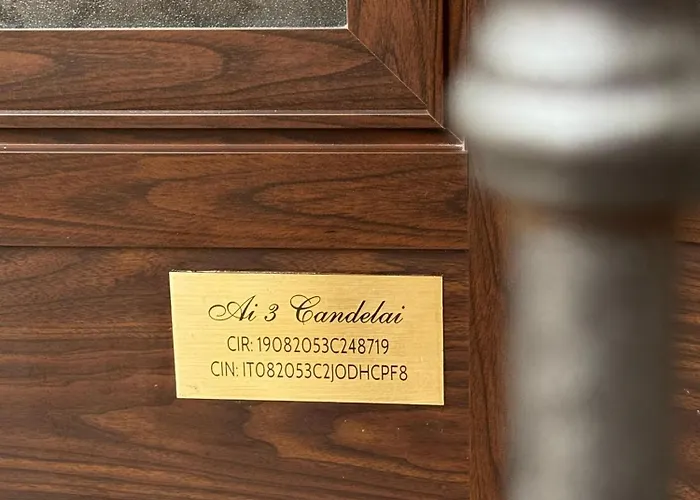 Ai 3 Candelai
CIR: 19082053C248719
CIN: IT082053C2JODHCPF8